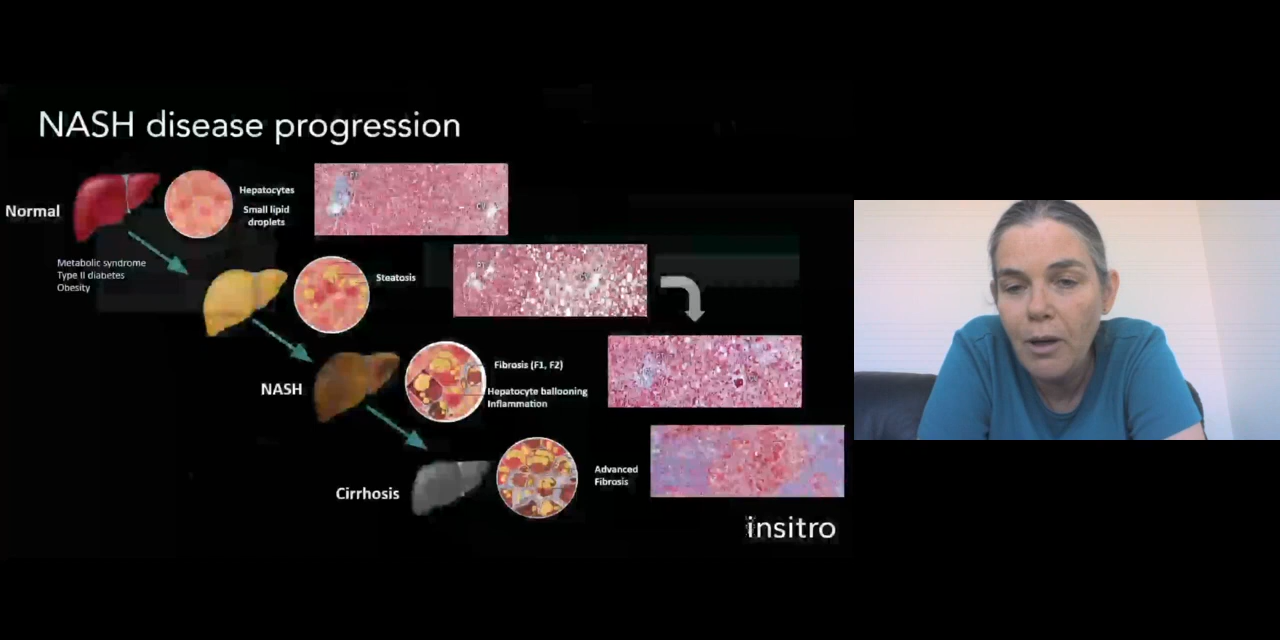 NASH disease progression
Normal
Hepatocytes
Small lipid
droplets
Metabolic syndrome
Type II diabetes
Obesity
Steatosis
NASH
Fibrosis (F1, F2)
Hepatocyte ballooning
Inflammation
Cirrhosis
Advanced
Fibrosis
insitro